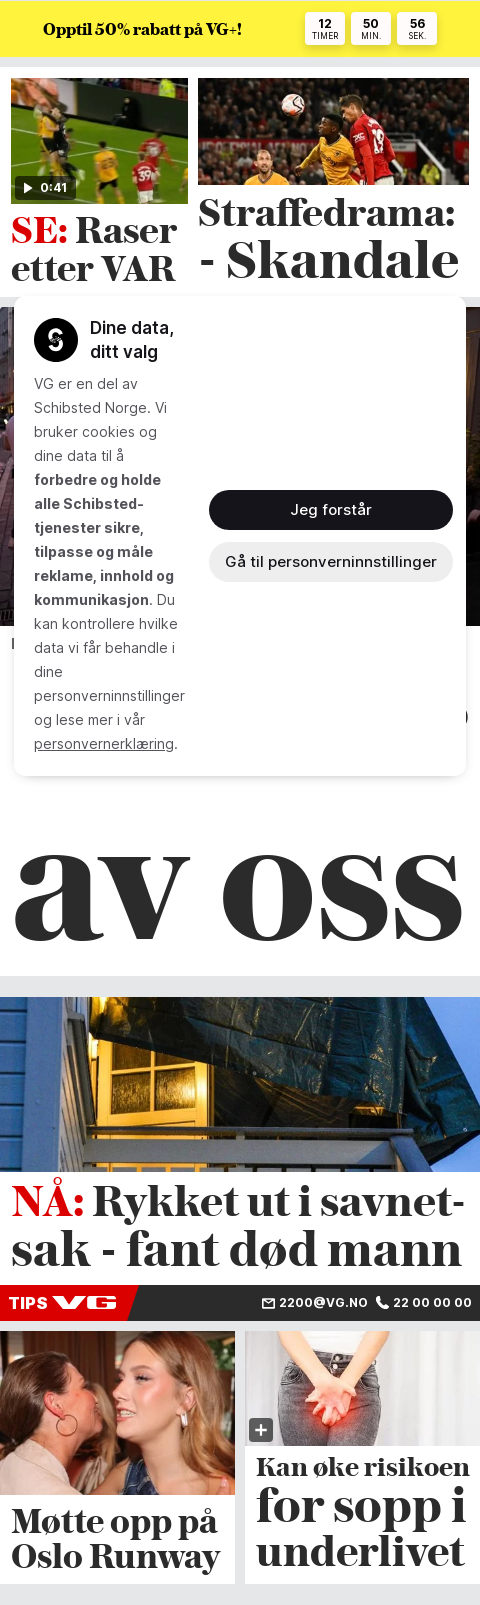 Opptil 50% rabatt på VG+!
12 TIMER
50 MIN.
56 SEK.
0:41
SE: Raser
etter VAR
Straffedrama:
- Skandale
Dine data,
ditt valg
VG er en del av
Schibsted Norge. Vi
bruker cookies og
dine data til å
forbedre og holde
alle Schibsted-
tjenester sikre,
tilpasse og måle
reklame, innhold og
kommunikasjon. Du
kan kontrollere hvilke
data vi får behandle i
dine
personverninnstillinger
og lese mer i vår
personvernerklæring.
Jeg forstår
Gå til personverninnstillinger
av oss
NÅ: Rykket ut i savnet-
sak - fant død mann
TIPS VG
2200@VG.NO
22 00 00 00
Møtte opp på
Oslo Runway
Kan øke risikoen
for sopp i
underlivet